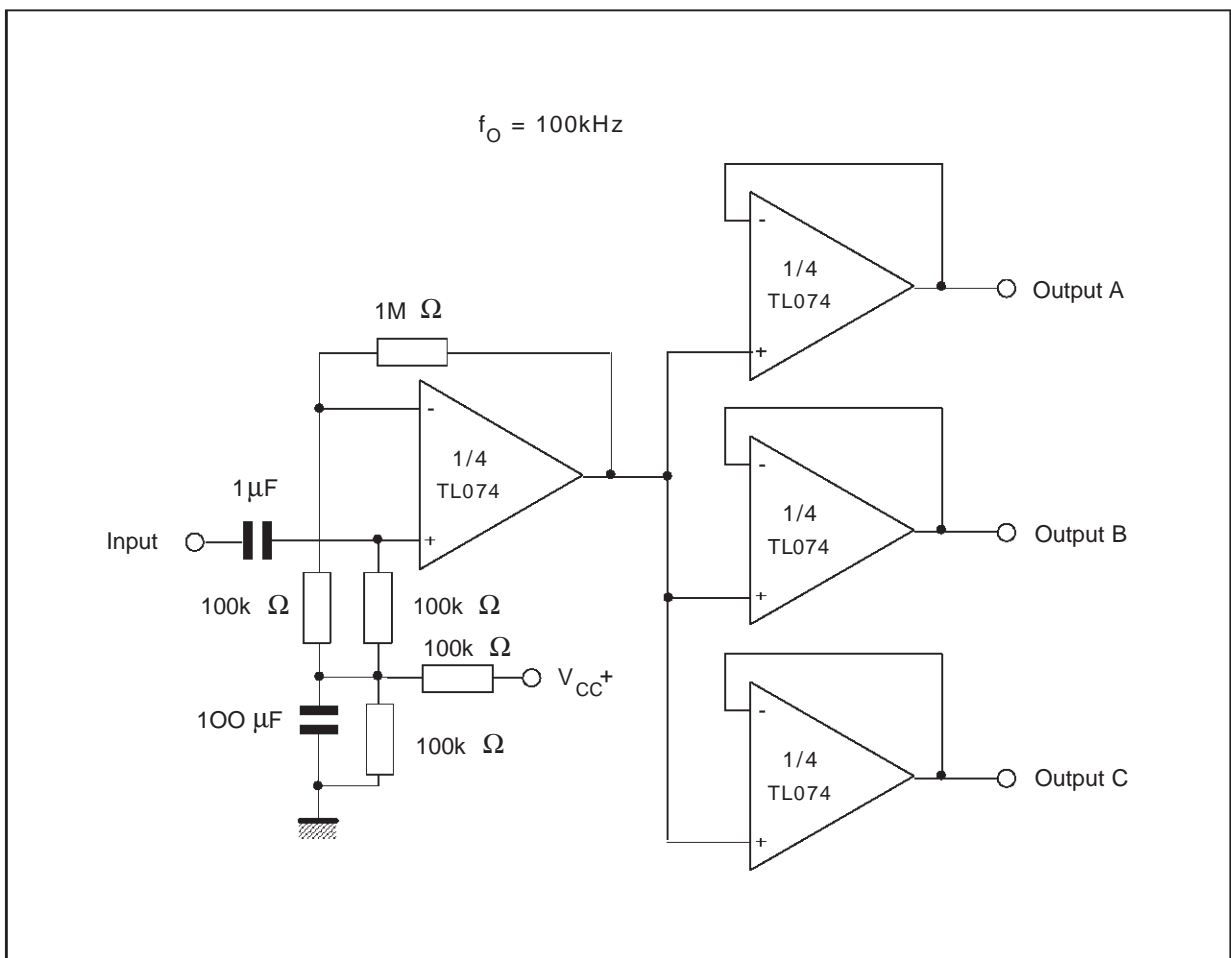 f_O = 100kHz
-
1/4
TL074
+
Output A
1M Ω
-
1/4
TL074
+
1µF
Input
100k Ω
100k Ω
100k Ω
V_CC+
1OO µF
100k Ω
-
1/4
TL074
+
Output B
-
1/4
TL074
+
Output C